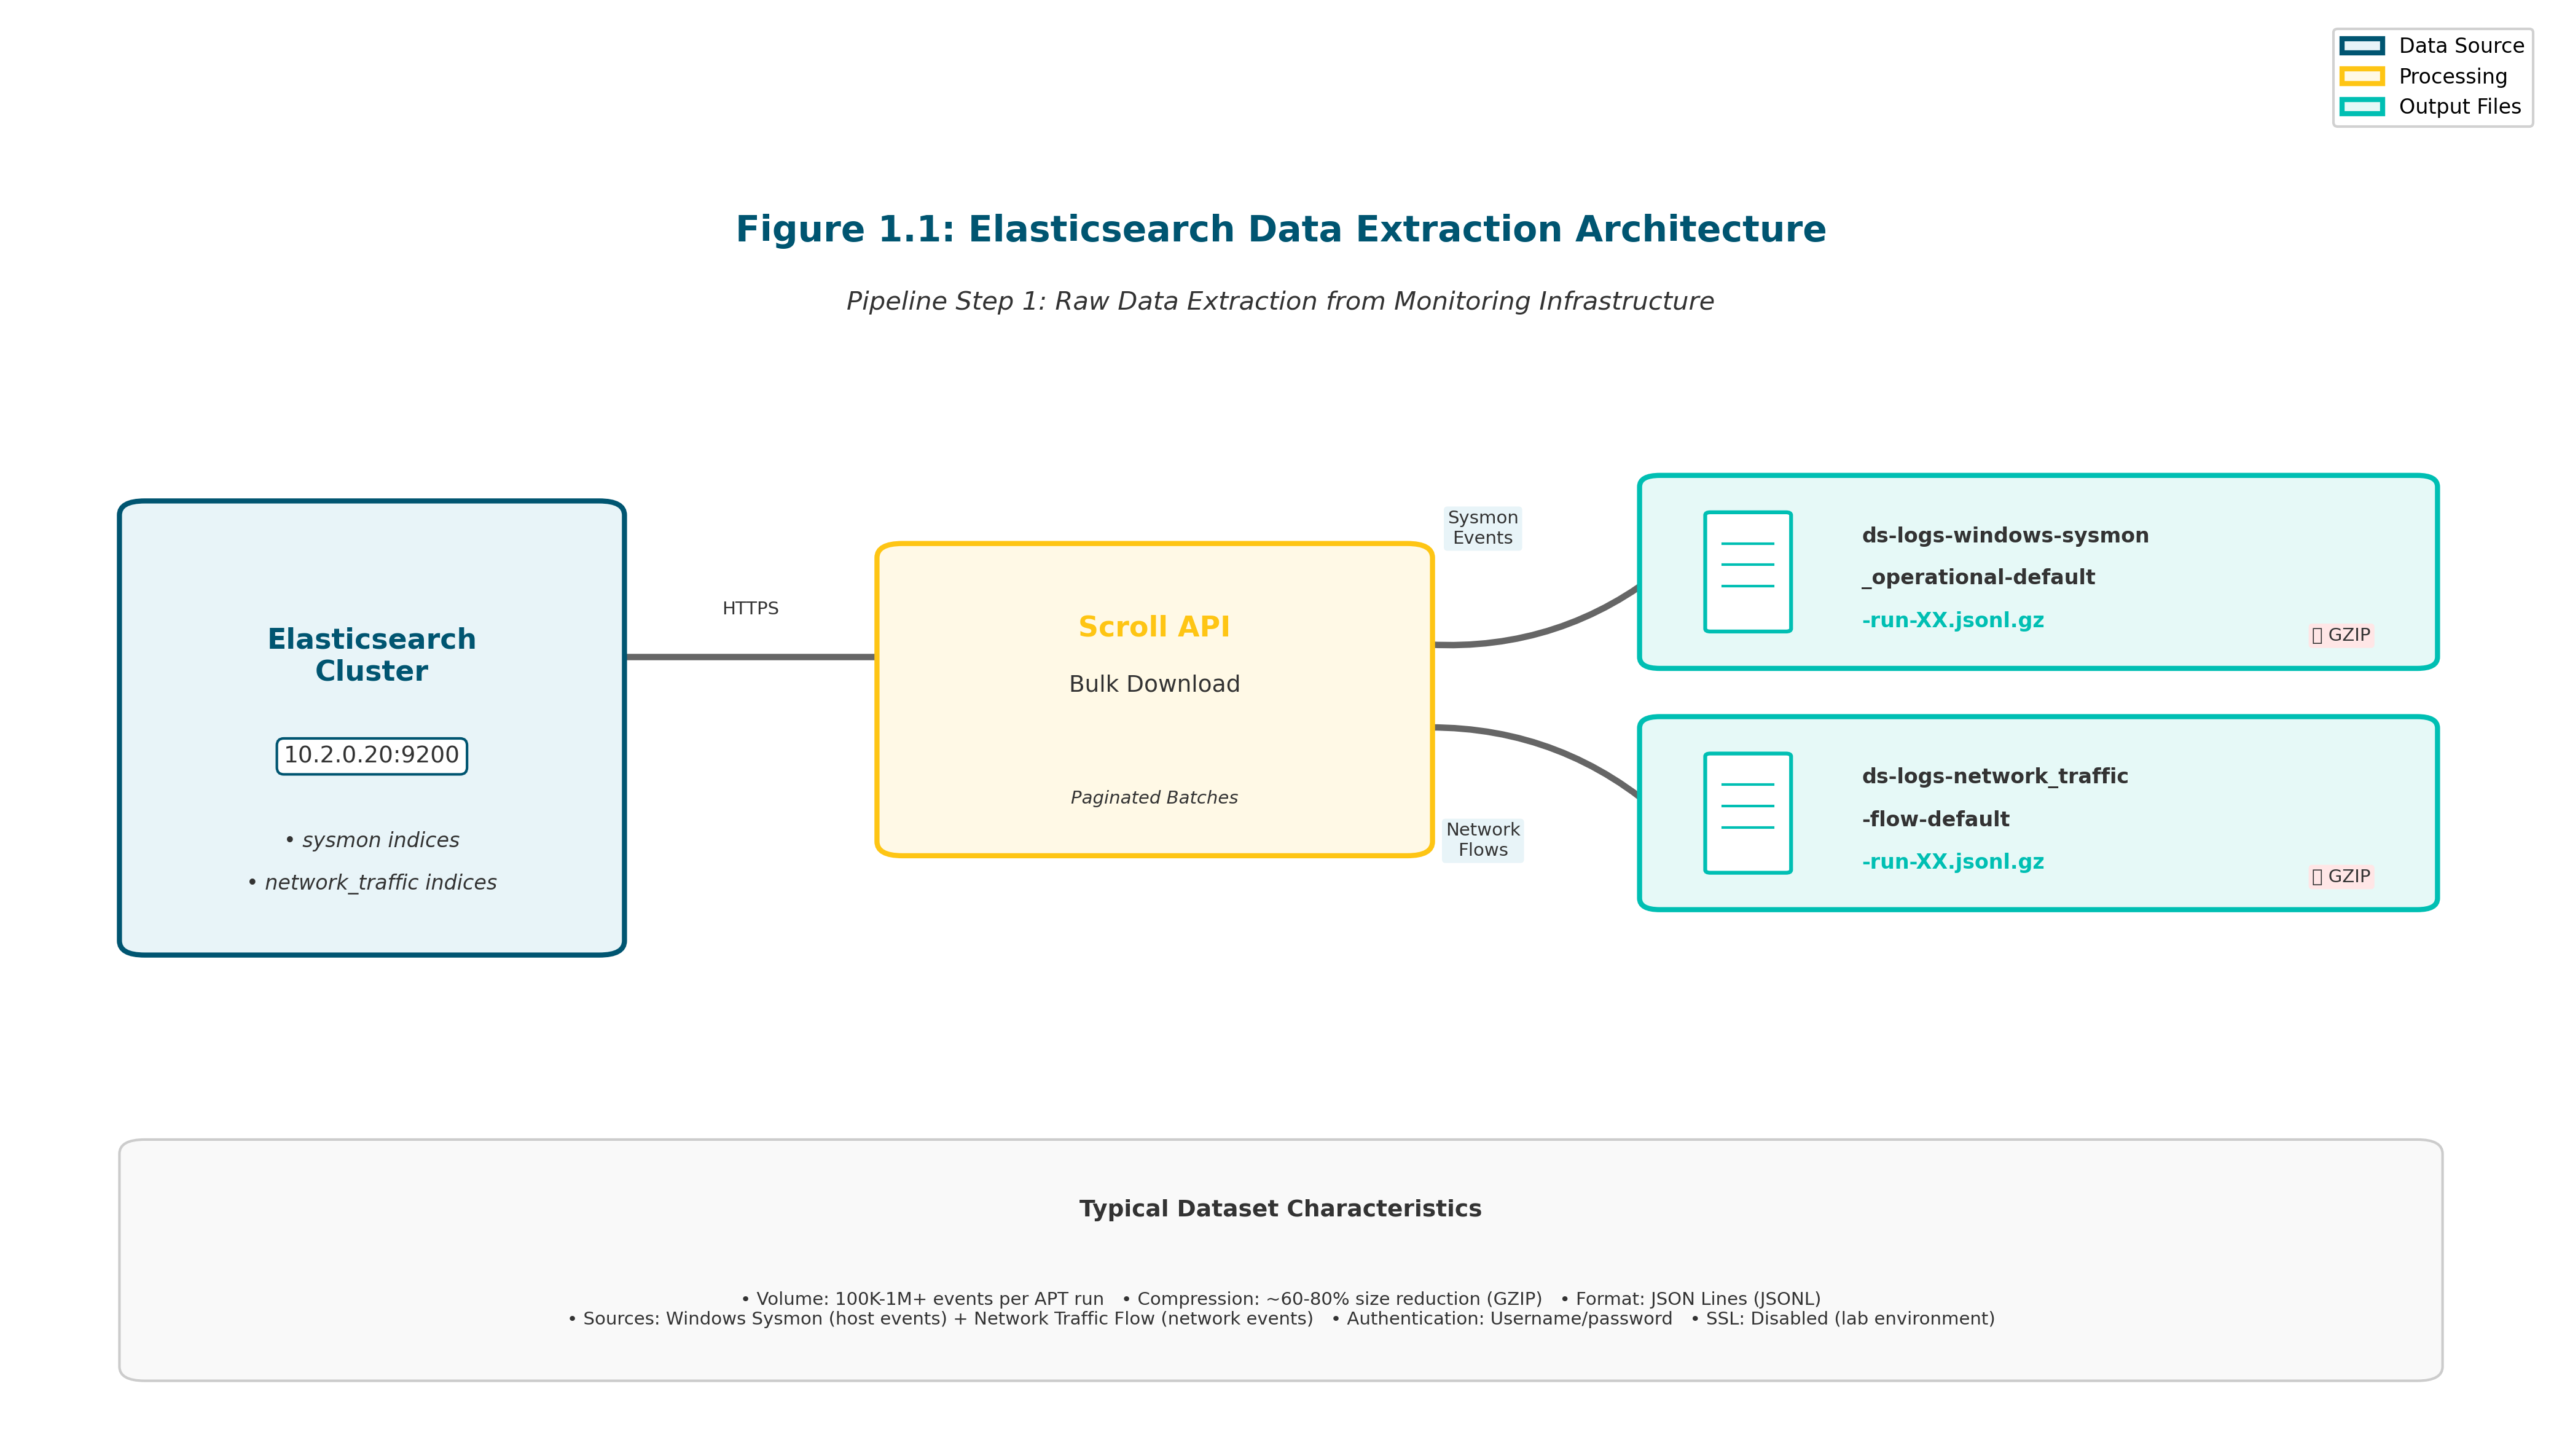 Data Source
Processing
Output Files
Figure 1.1: Elasticsearch Data Extraction Architecture
Pipeline Step 1: Raw Data Extraction from Monitoring Infrastructure
Elasticsearch
Cluster
10.2.0.20:9200
• sysmon indices
• network_traffic indices
HTTPS
Scroll API
Bulk Download
Paginated Batches
Sysmon
Events
Network
Flows
ds-logs-windows-sysmon
_operational-default
-run-XX.jsonl.gz
GZIP
ds-logs-network_traffic
-flow-default
-run-XX.jsonl.gz
GZIP
Typical Dataset Characteristics
• Volume: 100K-1M+ events per APT run • Compression: ~60-80% size reduction (GZIP) • Format: JSON Lines (JSONL)
• Sources: Windows Sysmon (host events) + Network Traffic Flow (network events) • Authentication: Username/password • SSL: Disabled (lab environment)